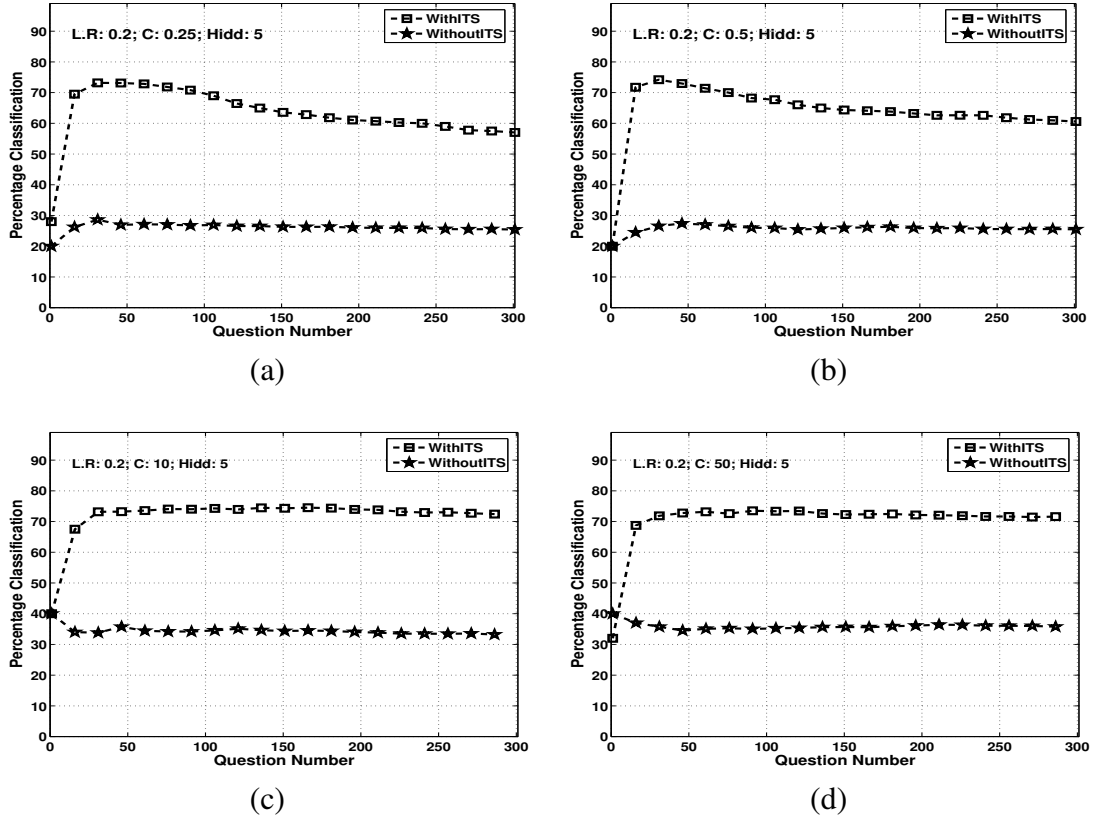 90
80
70
60
50
40
30
20
10
0
Percentage Classification
L.R: 0.2; C: 0.25; Hidd: 5
WithITS
WithoutITS
0 50 100 150 200 250 300
Question Number
(a)
90
80
70
60
50
40
30
20
10
0
Percentage Classification
L.R: 0.2; C: 0.5; Hidd: 5
WithITS
WithoutITS
0 50 100 150 200 250 300
Question Number
(b)
90
80
70
60
50
40
30
20
10
0
Percentage Classification
L.R: 0.2; C: 10; Hidd: 5
WithITS
WithoutITS
0 50 100 150 200 250 300
Question Number
(c)
90
80
70
60
50
40
30
20
10
0
Percentage Classification
L.R: 0.2; C: 50; Hidd: 5
WithITS
WithoutITS
0 50 100 150 200 250 300
Question Number
(d)